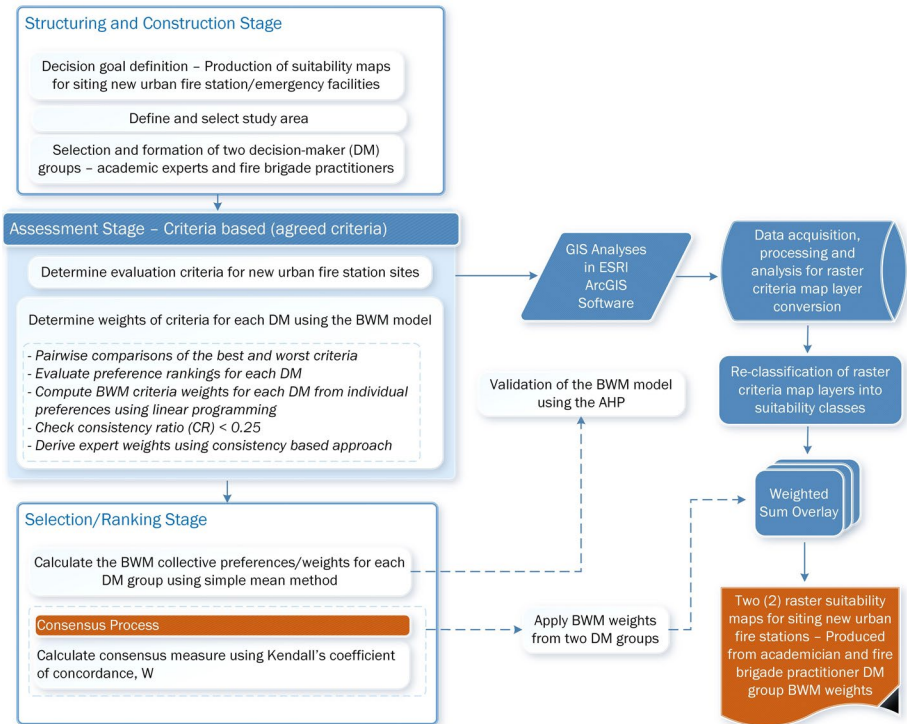 Structuring and Construction Stage
Decision goal definition – Production of suitability maps
for siting new urban fire station/emergency facilities
Define and select study area
Selection and formation of two decision-maker (DM)
groups – academic experts and fire brigade practitioners
Assessment Stage – Criteria based (agreed criteria)
Determine evaluation criteria for new urban fire station sites
Determine weights of criteria for each DM using the BWM model
- Pairwise comparisons of the best and worst criteria
- Evaluate preference rankings for each DM
- Compute BWM criteria weights for each DM from individual
preferences using linear programming
- Check consistency ratio (CR) < 0.25
- Derive expert weights using consistency based approach
GIS Analyses
in ESRI
ArcGIS
Software
Data acquisition,
processing and
analysis for raster
criteria map layer
conversion
Re-classification of raster
criteria map layers into
suitability classes
Validation of the BWM model
using the AHP
Weighted
Sum Overlay
Selection/Ranking Stage
Calculate the BWM collective preferences/weights for each
DM group using simple mean method
Consensus Process
Calculate consensus measure using Kendall's coefficient
of concordance, W
Apply BWM weights
from two DM groups
Two (2) raster suitability
maps for siting new urban
fire stations – Produced
from academician and fire
brigade practitioner DM
group BWM weights